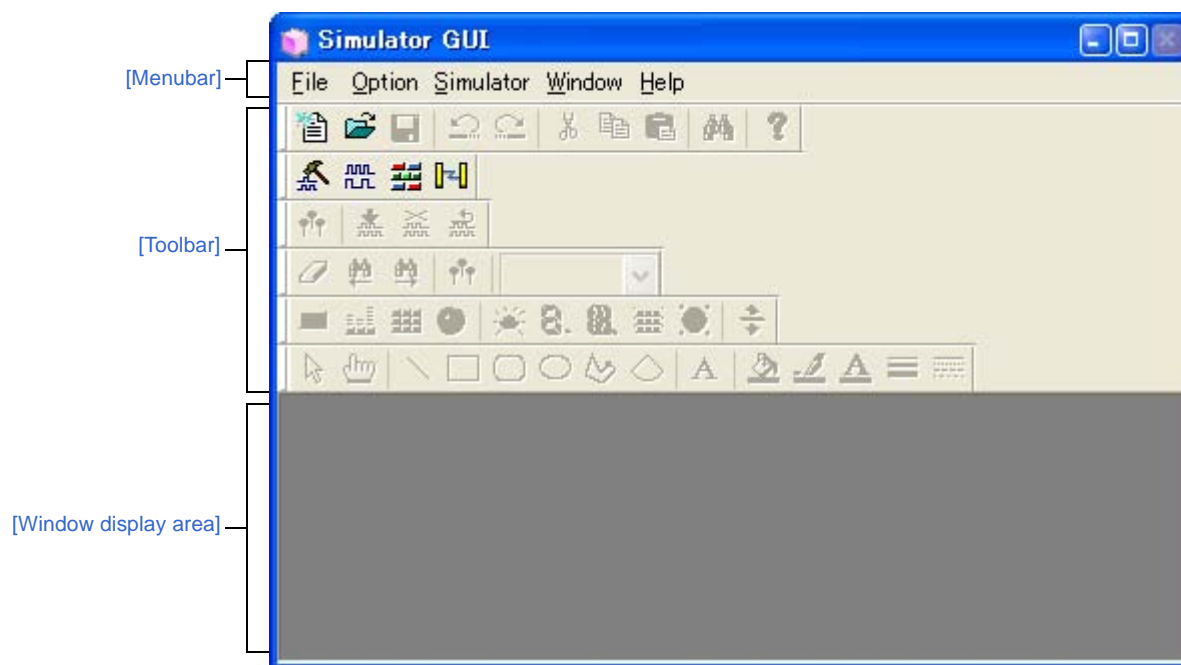 Simulator GUI
[Menubar]
File Option Simulator Window Help
[Toolbar]
[Window display area]